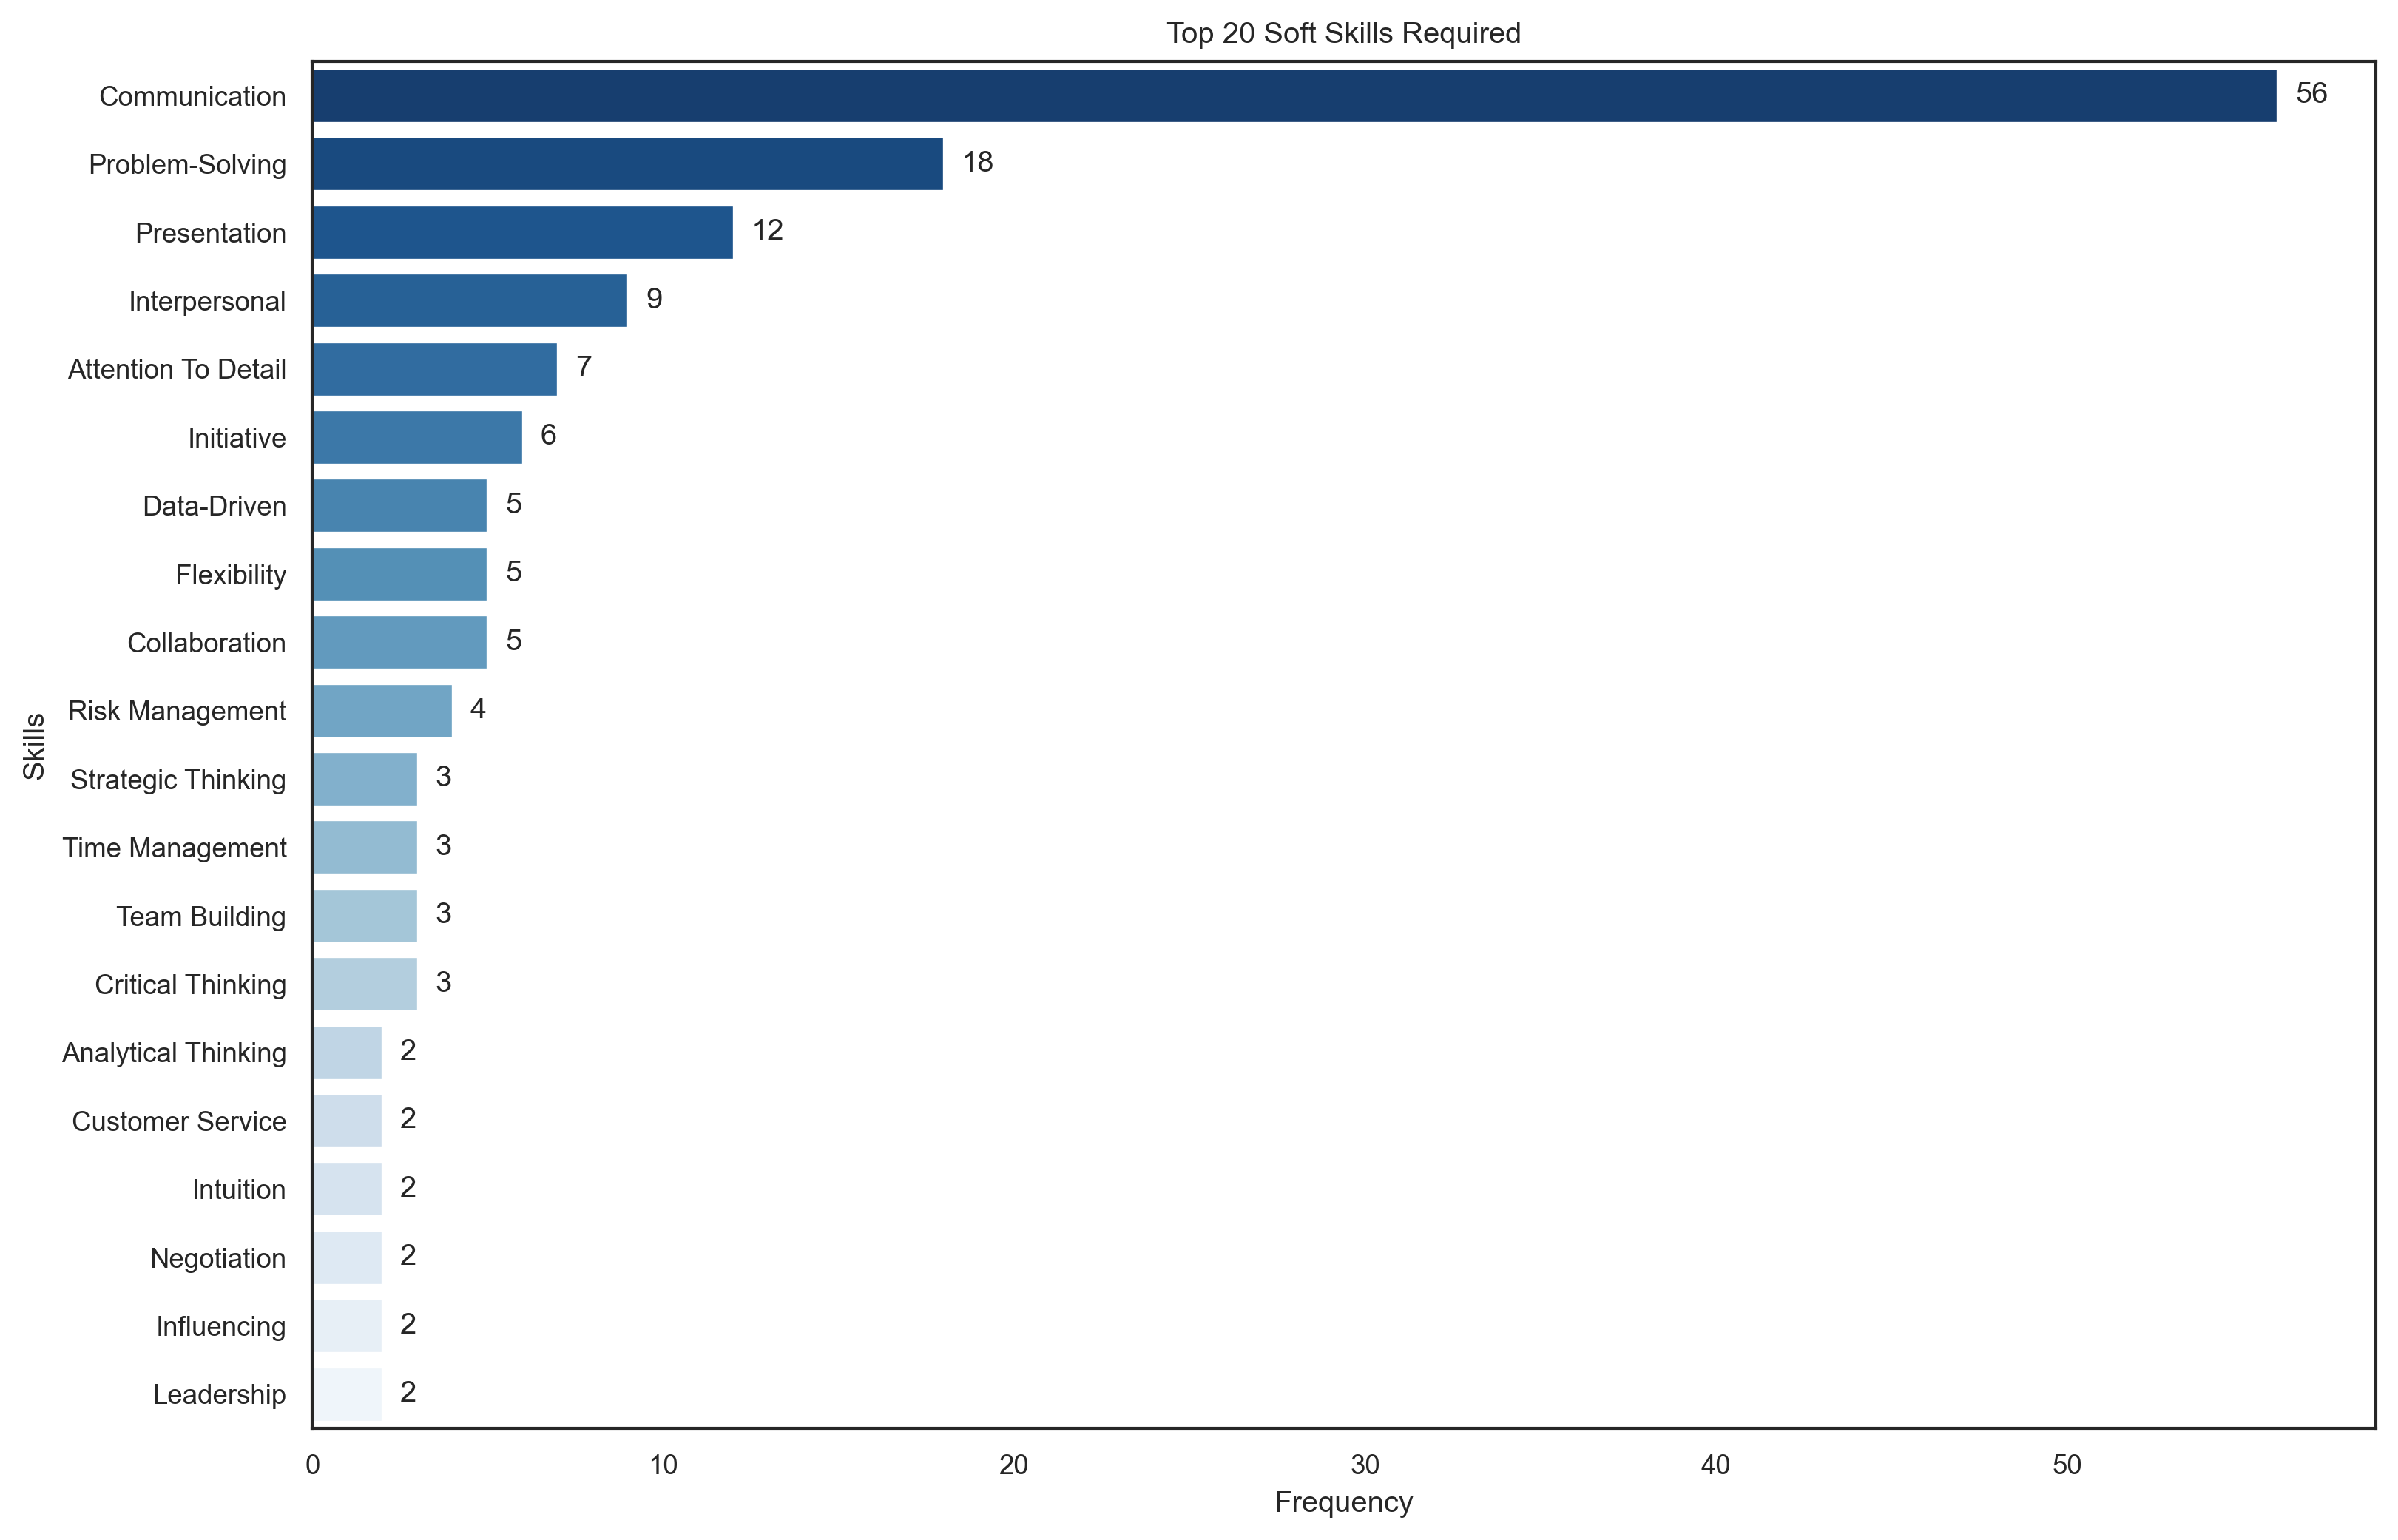 Top 20 Soft Skills Required
Communication 56
Problem-Solving 18
Presentation 12
Interpersonal 9
Attention To Detail 7
Initiative 6
Data-Driven 5
Flexibility 5
Collaboration 5
Risk Management 4
Strategic Thinking 3
Time Management 3
Team Building 3
Critical Thinking 3
Analytical Thinking 2
Customer Service 2
Intuition 2
Negotiation 2
Influencing 2
Leadership 2
Skills
0 10 20 30 40 50
Frequency